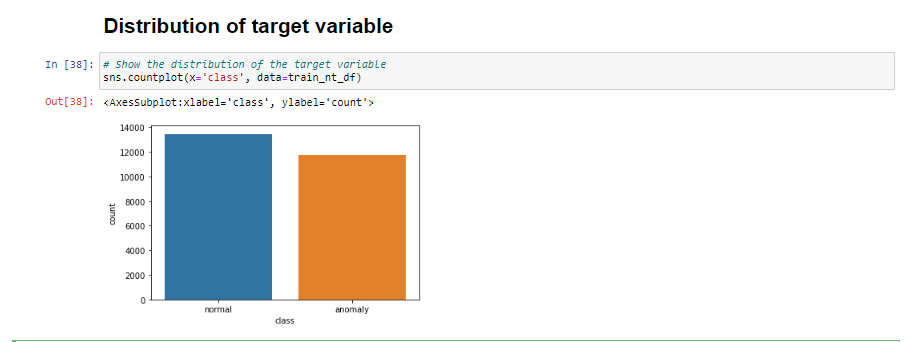 Distribution of target variable
In [38]: # Show the distribution of the target variable
sns.countplot(x='class', data=train_nt_df)
Out[38]: <AxesSubplot:xlabel='class', ylabel='count'>
14000
12000
10000
8000
6000
4000
2000
0
count
normal anomaly
class